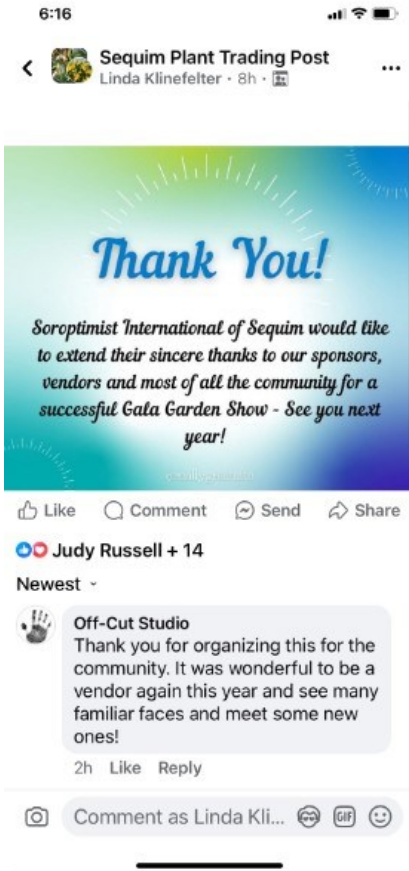 6:16
Sequim Plant Trading Post
Linda Klinefelter · 8h ·
Thank You!
Soroptimist International of Sequim would like
to extend their sincere thanks to our sponsors,
vendors and most of all the community for a
successful Gala Garden Show - See you next
year!
Like Comment Send Share
Judy Russell + 14
Newest
Off-Cut Studio
Thank you for organizing this for the
community. It was wonderful to be a
vendor again this year and see many
familiar faces and meet some new
ones!
2h Like Reply
Comment as Linda Kli... GIF